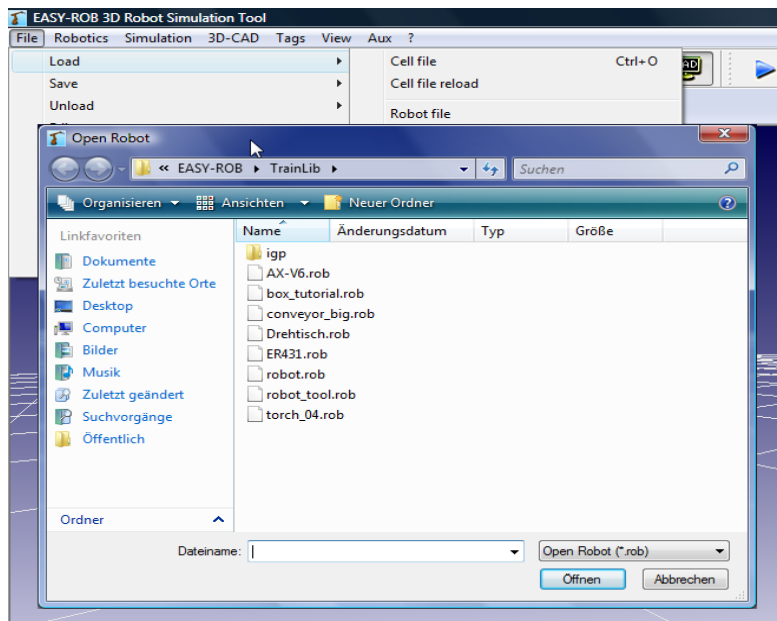 EASY-ROB 3D Robot Simulation Tool
File Robotics Simulation 3D-CAD Tags View Aux ?
Load Cell file Ctrl+O
Save Cell file reload
Unload
Robot file
Open Robot
« EASY-ROB TrainLib Suchen
Organisieren Ansichten Neuer Ordner
Linkfavoriten Name Änderungsdatum Typ Größe
Dokumente
Zuletzt besuchte Orte
Desktop
Computer
Bilder
Musik
Zuletzt geändert
Suchvorgänge
Öffentlich
igp
AX-V6.rob
box_tutorial.rob
conveyor_big.rob
Drehtisch.rob
ER431.rob
robot.rob
robot_tool.rob
torch_04.rob
Ordner
Dateiname: Open Robot (*.rob)
Öffnen Abbrechen